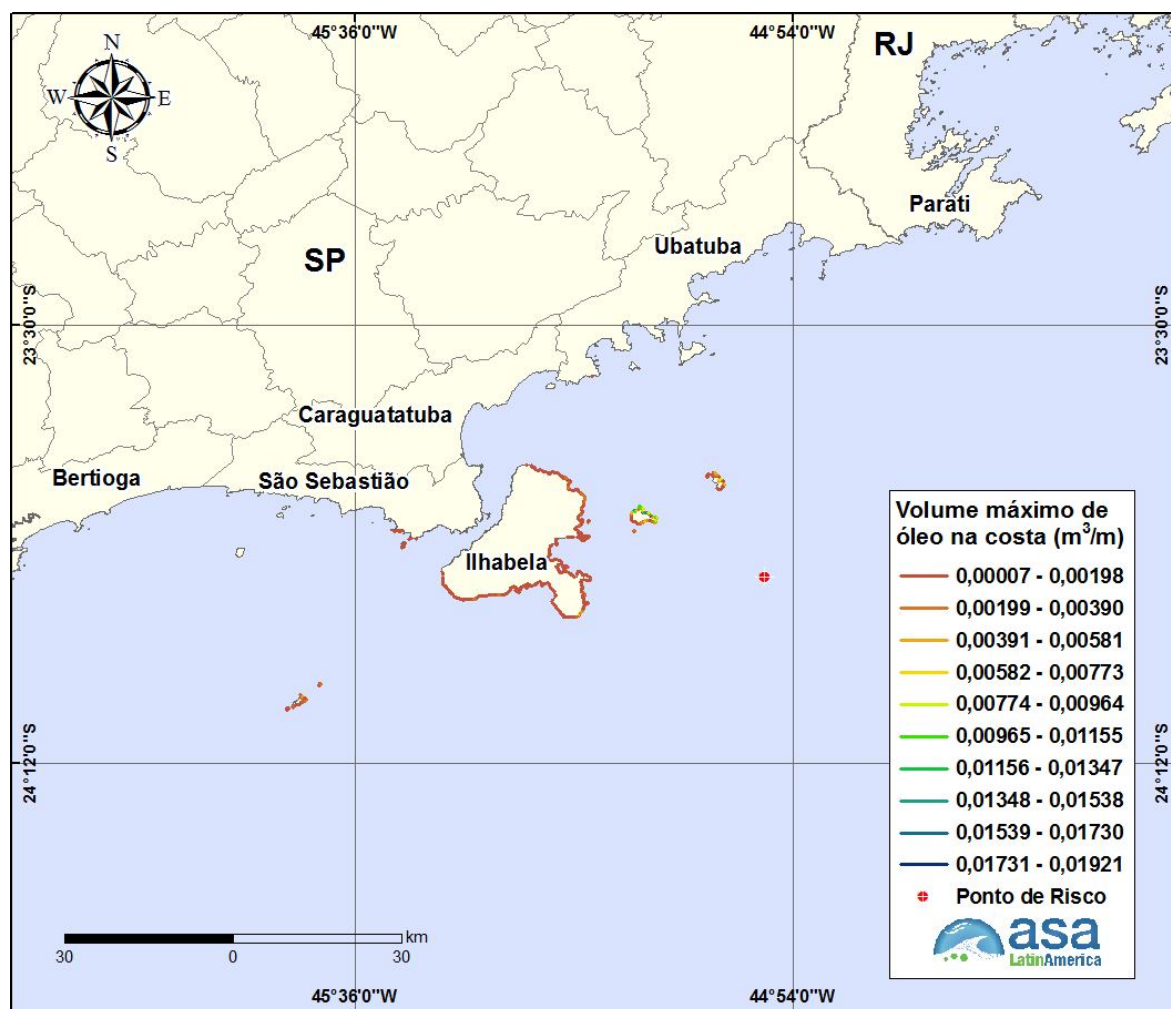 45°36'0"W
44°54'0"W
RJ
N
W
E
S
Parati
Ubatuba
SP
23°30'0"S
23°30'0"S
Caraguatatuba
Bertioga
São Sebastião
Ilhabela
Volume máximo de
óleo na costa (m³/m)
0,00007 - 0,00198
0,00199 - 0,00390
0,00391 - 0,00581
0,00582 - 0,00773
0,00774 - 0,00964
0,00965 - 0,01155
0,01156 - 0,01347
0,01348 - 0,01538
0,01539 - 0,01730
0,01731 - 0,01921
Ponto de Risco
asa
LatinAmerica
24°12'0"S
24°12'0"S
km
30 0 30
45°36'0"W
44°54'0"W